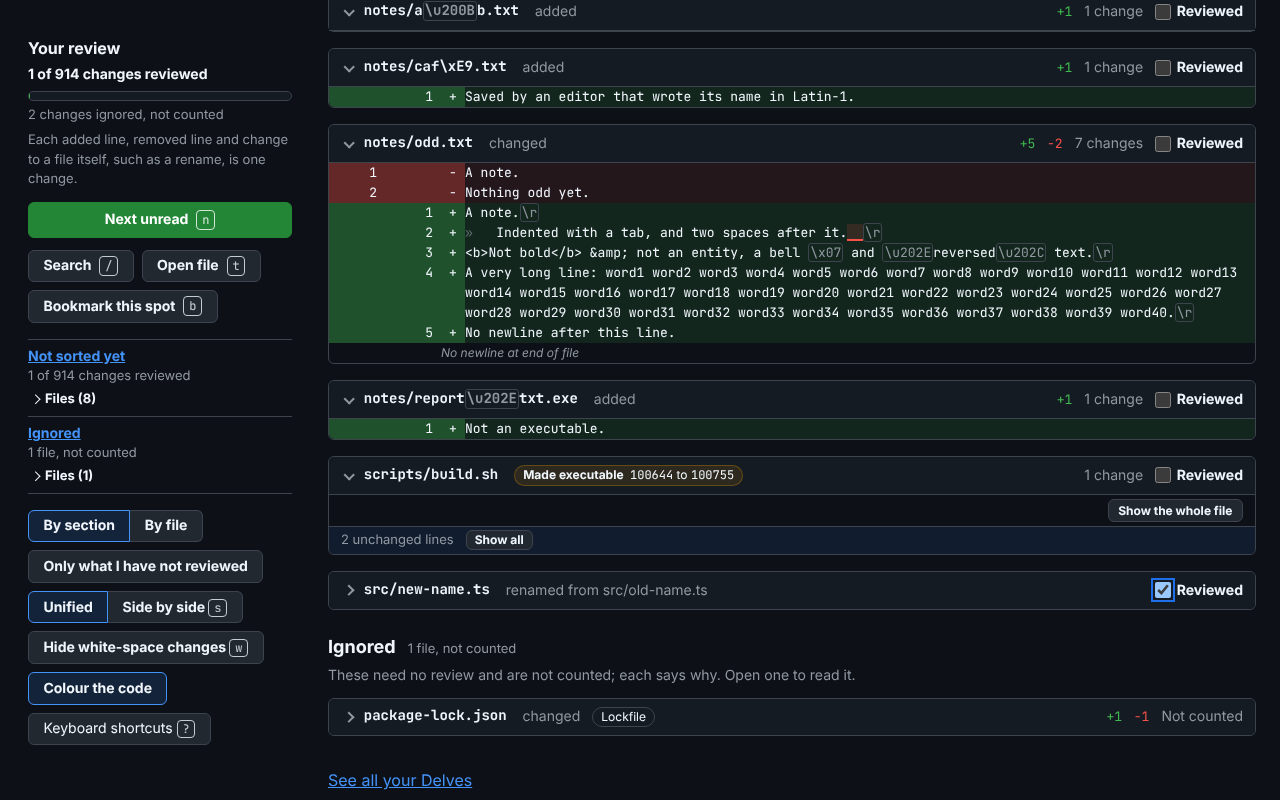 Your review
1 of 914 changes reviewed
2 changes ignored, not counted
Each added line, removed line and change
to a file itself, such as a rename, is one
change.
Next unread n
Search / Open file t
Bookmark this spot b
Not sorted yet
1 of 914 changes reviewed
Files (8)
Ignored
1 file, not counted
Files (1)
By section By file
Only what I have not reviewed
Unified Side by side s
Hide white-space changes w
Colour the code
Keyboard shortcuts ?
notes/a\u200Bb.txt added +1 1 change Reviewed
notes/caf\xE9.txt added +1 1 change Reviewed
1 + Saved by an editor that wrote its name in Latin-1.
notes/odd.txt changed +5 -2 7 changes Reviewed
1 - A note.
2 - Nothing odd yet.
1 + A note.\r
2 + » Indented with a tab, and two spaces after it.  \r
3 + <b>Not bold</b> &amp; not an entity, a bell \x07 and \u202Ereversed\u202C text.\r
4 + A very long line: word1 word2 word3 word4 word5 word6 word7 word8 word9 word10 word11 word12 word13
word14 word15 word16 word17 word18 word19 word20 word21 word22 word23 word24 word25 word26 word27
word28 word29 word30 word31 word32 word33 word34 word35 word36 word37 word38 word39 word40.\r
5 + No newline after this line.
No newline at end of file
notes/report\u202Etxt.exe added +1 1 change Reviewed
1 + Not an executable.
scripts/build.sh Made executable 100644 to 100755 1 change Reviewed
Show the whole file
2 unchanged lines Show all
src/new-name.ts renamed from src/old-name.ts Reviewed
Ignored 1 file, not counted
These need no review and are not counted; each says why. Open one to read it.
package-lock.json changed Lockfile +1 -1 Not counted
See all your Delves